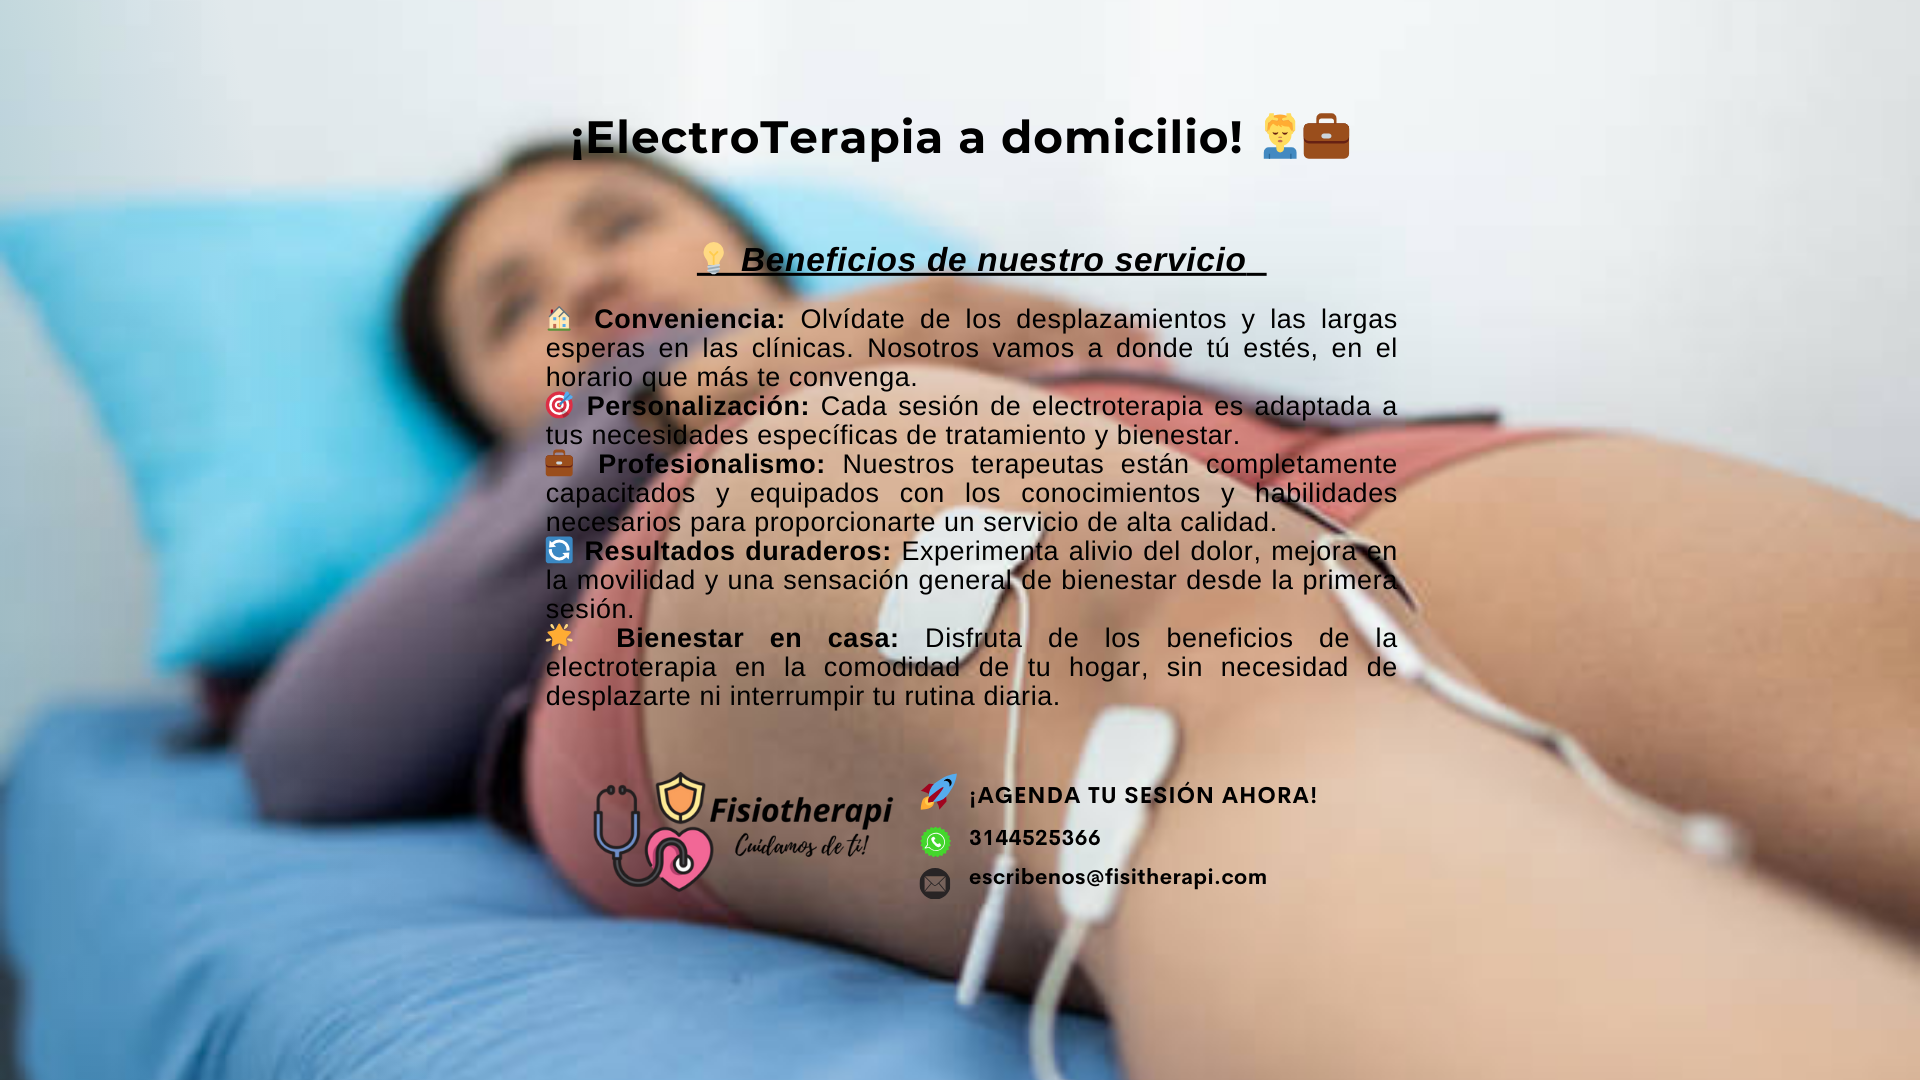 ¡ElectroTerapia a domicilio! 💆‍♂️💼
💡 Beneficios de nuestro servicio
🏠 Conveniencia: Olvídate de los desplazamientos y las largas
esperas en las clínicas. Nosotros vamos a donde tú estés, en el
horario que más te convenga.
🎯 Personalización: Cada sesión de electroterapia es adaptada a
tus necesidades específicas de tratamiento y bienestar.
💼 Profesionalismo: Nuestros terapeutas están completamente
capacitados y equipados con los conocimientos y habilidades
necesarios para proporcionarte un servicio de alta calidad.
🔄 Resultados duraderos: Experimenta alivio del dolor, mejora en
la movilidad y una sensación general de bienestar desde la primera
sesión.
🌟 Bienestar en casa: Disfruta de los beneficios de la
electroterapia en la comodidad de tu hogar, sin necesidad de
desplazarte ni interrumpir tu rutina diaria.
Fisiotherapi
Cuidamos de ti!
🚀 ¡AGENDA TU SESIÓN AHORA!
3144525366
escribenos@fisitherapi.com